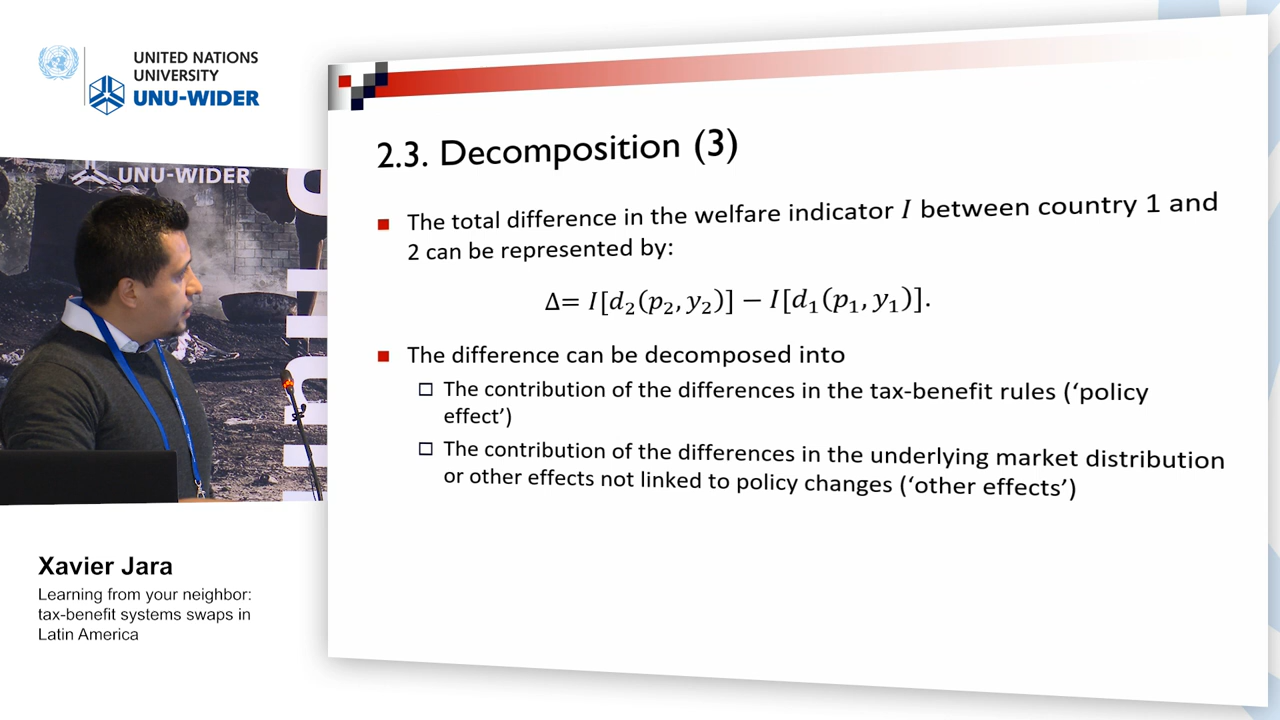 UNITED NATIONS
UNIVERSITY
UNU-WIDER
UNU-WIDER
Xavier Jara
Learning from your neighbor:
tax-benefit systems swaps in
Latin America
2.3. Decomposition (3)
The total difference in the welfare indicator I between country 1 and
2 can be represented by:
Δ= I[d₂(p₂, y₂)] − I[d₁(p₁, y₁)].
The difference can be decomposed into
The contribution of the differences in the tax-benefit rules (‘policy
effect’)
The contribution of the differences in the underlying market distribution
or other effects not linked to policy changes (‘other effects’)